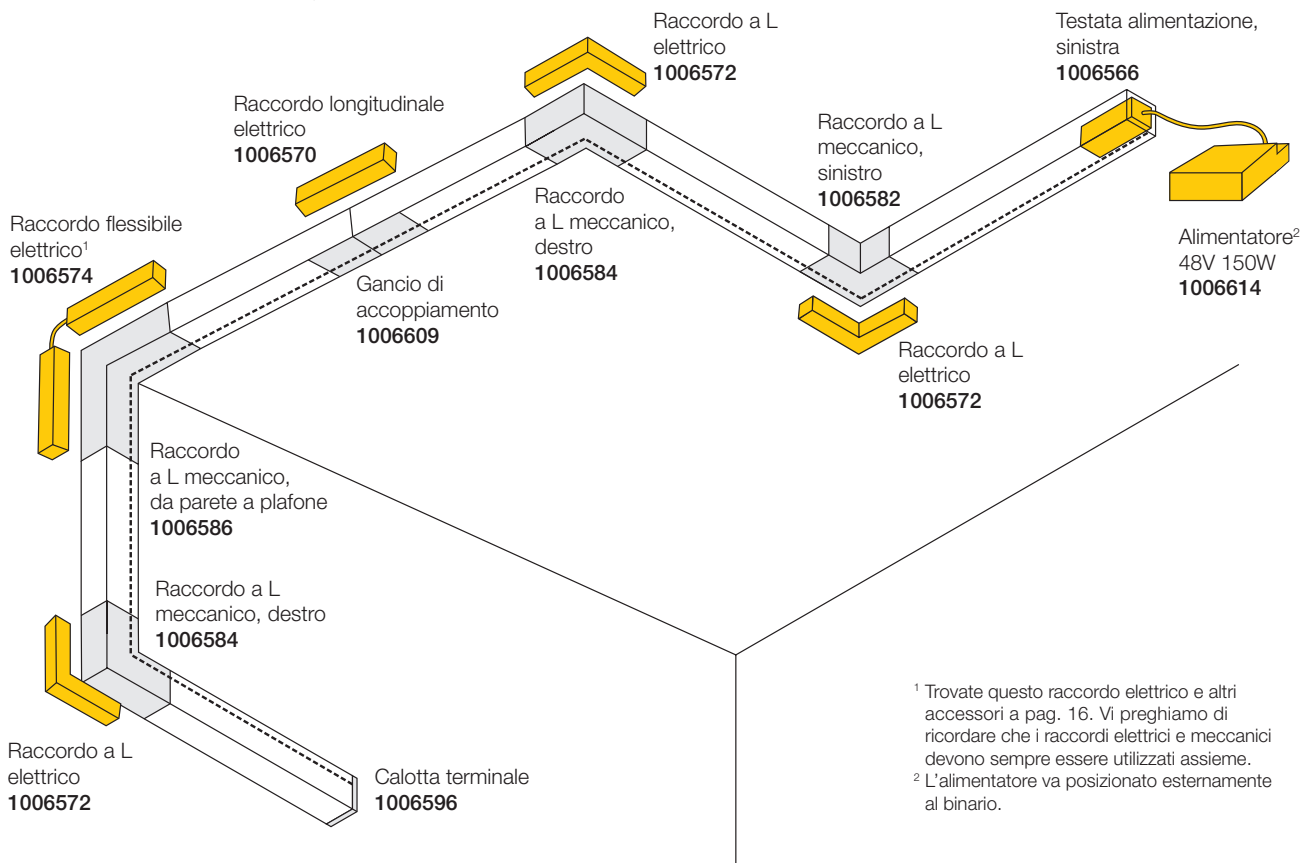 Raccordo a L
elettrico
1006572
Testata alimentazione,
sinistra
1006566
Raccordo longitudinale
elettrico
1006570
Raccordo a L
meccanico,
sinistro
1006582
Raccordo flessibile
elettrico¹
1006574
Raccordo
a L meccanico,
destro
1006584
Alimentatore²
48V 150W
1006614
Gancio di
accoppiamento
1006609
Raccordo a L
elettrico
1006572
Raccordo
a L meccanico,
da parete a plafone
1006586
Raccordo a L
meccanico, destro
1006584
Raccordo a L
elettrico
1006572
Calotta terminale
1006596
¹ Trovate questo raccordo elettrico e altri
accessori a pag. 16. Vi preghiamo di
ricordare che i raccordi elettrici e meccanici
devono sempre essere utilizzati assieme.
² L’alimentatore va posizionato esternamente
al binario.